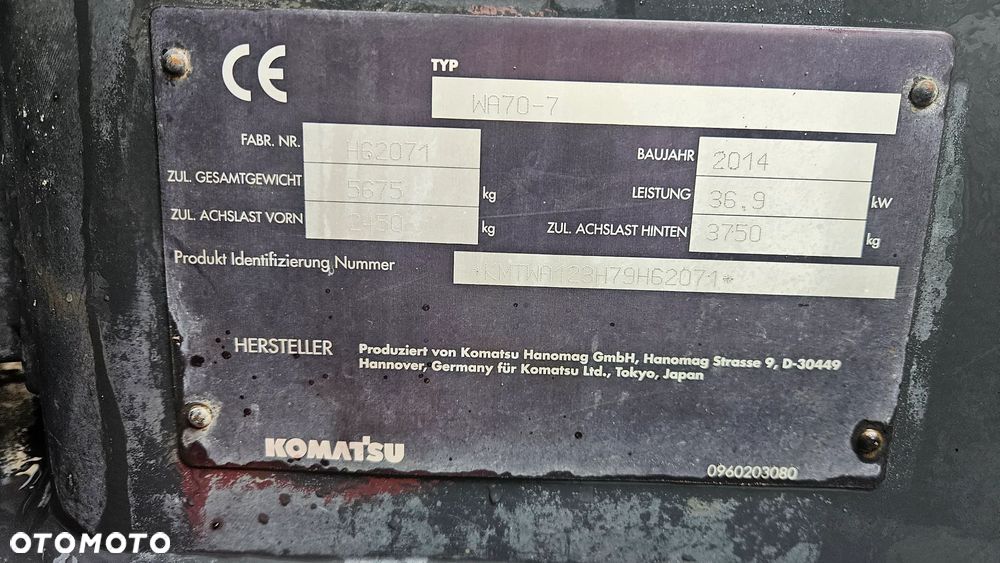 CE
TYP
WA70-7
FABR. NR. H62071
BAUJAHR 2014
ZUL. GESAMTGEWICHT 5675 kg
LEISTUNG 36,9 kW
ZUL. ACHSLAST VORN 2450 kg
ZUL. ACHSLAST HINTEN 3750 kg
Produkt Identifizierung Nummer *KMTWA123H79H62071*
HERSTELLER
Produziert von Komatsu Hanomag GmbH, Hanomag Strasse 9, D-30449
Hannover, Germany für Komatsu Ltd., Tokyo, Japan
KOMATSU
0960203080
OTOMOTO